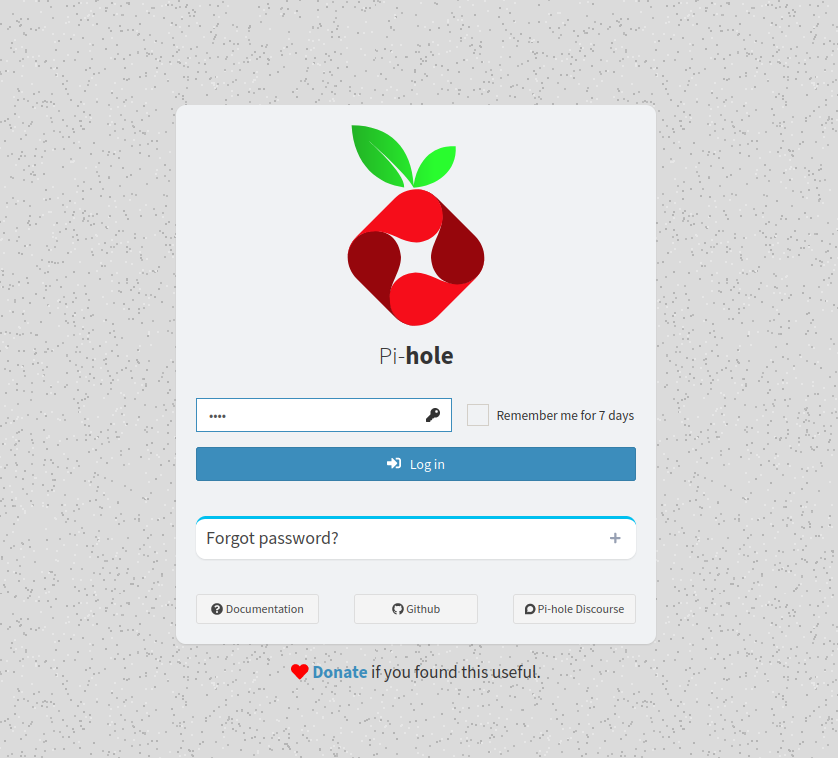 Pi-hole
••••
Remember me for 7 days
Log in
Forgot password?
Documentation
Github
Pi-hole Discourse
Donate if you found this useful.